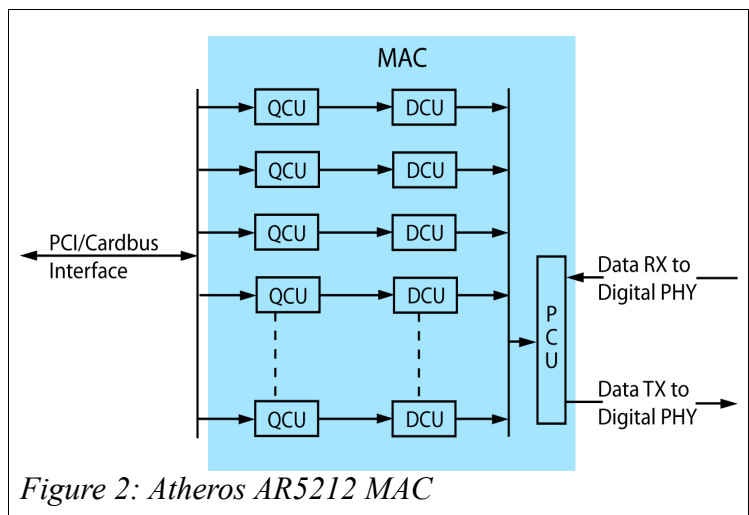 MAC
QCU
DCU
QCU
DCU
QCU
DCU
PCI/Cardbus
Interface
QCU
DCU
P
C
U
Data RX to
Digital PHY
Data TX to
Digital PHY
QCU
DCU
Figure 2: Atheros AR5212 MAC